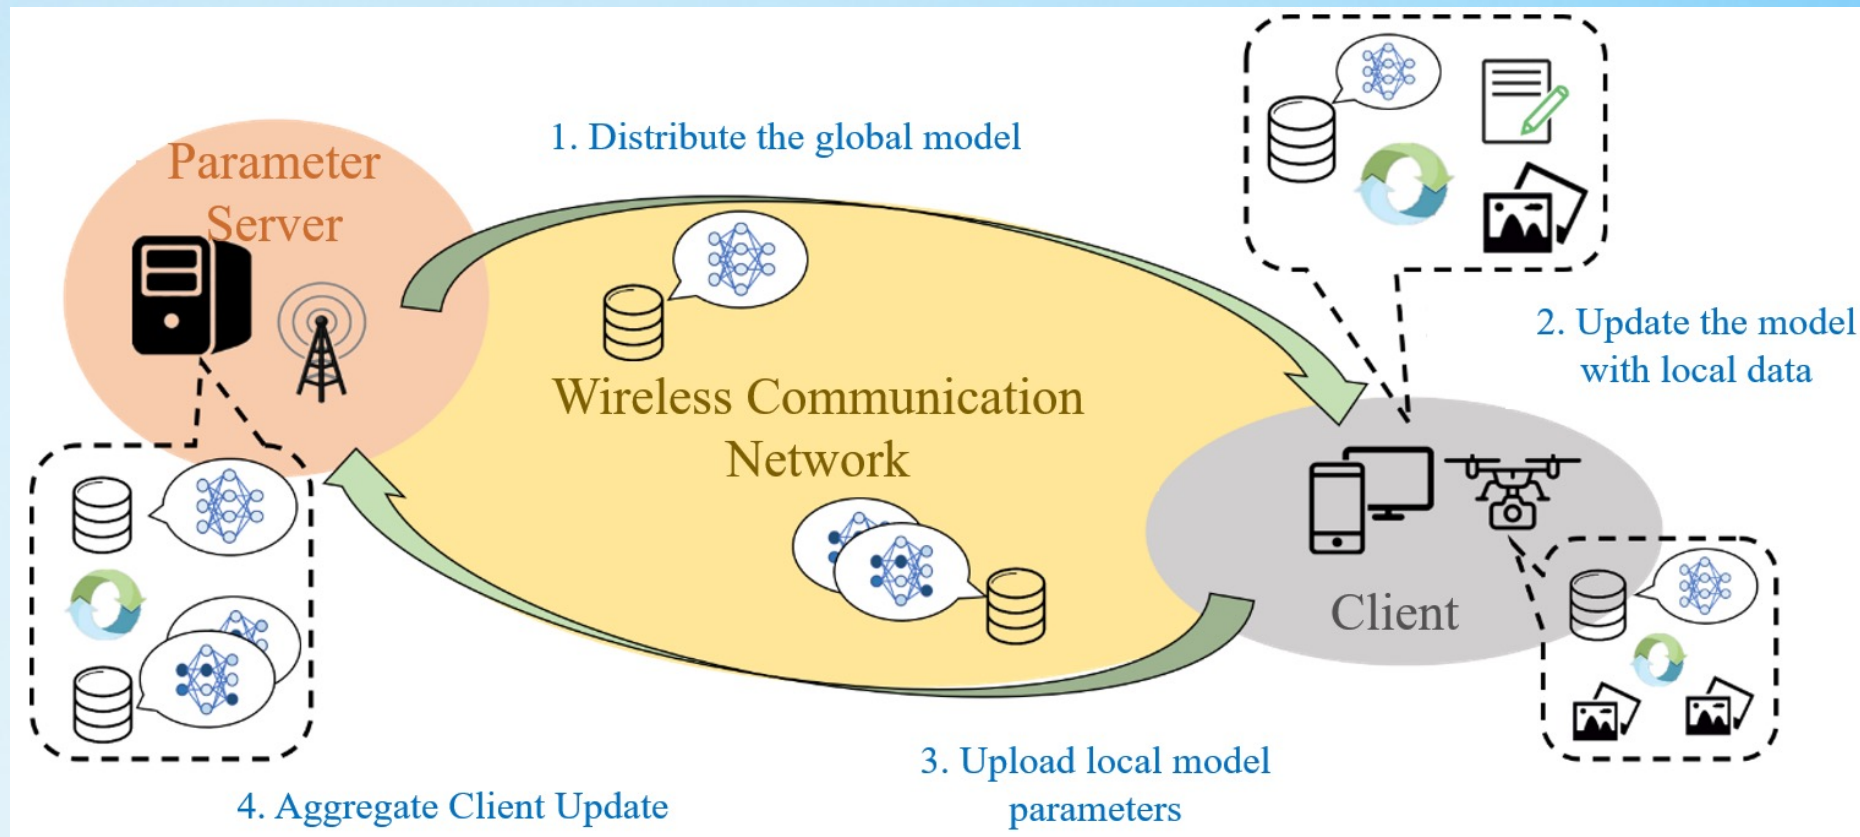 Parameter
Server
1. Distribute the global model
2. Update the model
with local data
Wireless Communication
Network
Client
3. Upload local model
parameters
4. Aggregate Client Update